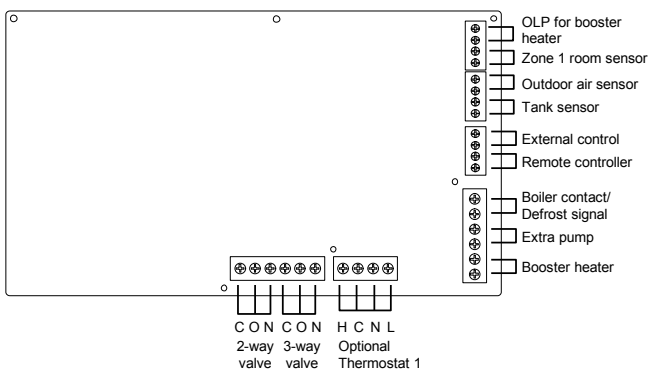 OLP for booster
heater
Zone 1 room sensor
Outdoor air sensor
Tank sensor
External control
Remote controller
Boiler contact/
Defrost signal
Extra pump
Booster heater
C O N C O N H C N L
2-way 3-way Optional
valve valve Thermostat 1